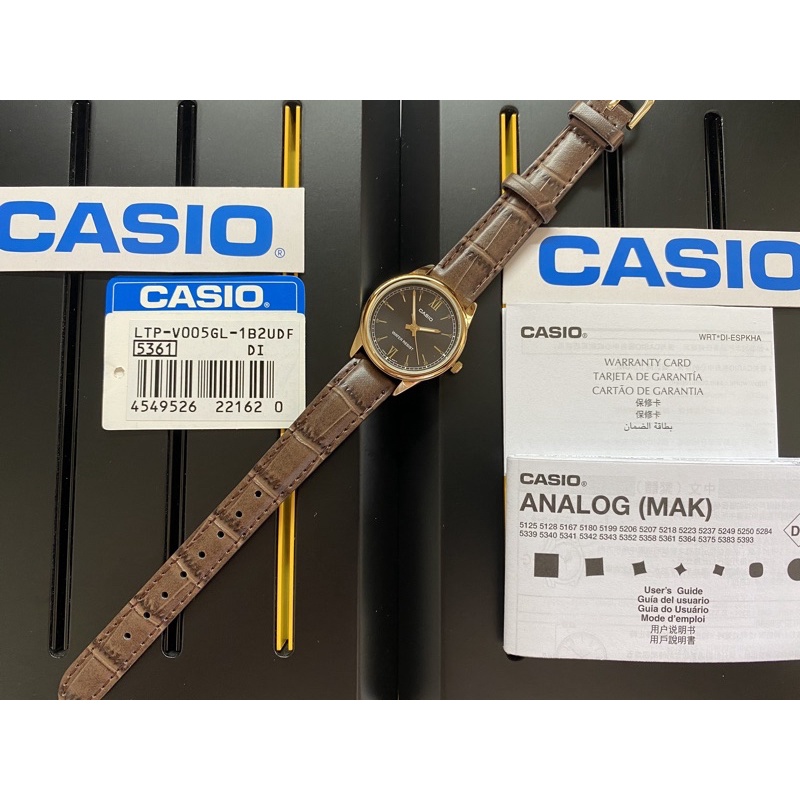 CASIO®
CASIO®
LTP-V005GL-1B2UDF
5361 DI
4549526 22162 0
CASIO
WATER RESIST
CASIO
CASIO®
WRT*DI-ESPKHA
WARRANTY CARD
TARJETA DE GARANTÍA
CARTÃO DE GARANTIA
保修卡
保修卡
بطاقة الضمان
CASIO®
ANALOG (MAK)
5125 5128 5167 5180 5199 5206 5207 5218 5223 5237 5249 5250 5284
5339 5340 5341 5342 5343 5352 5358 5361 5364 5375 5383 5393
D
User's Guide
Guía del usuario
Guia do Usuário
Mode d'emploi
用户说明书
用戶說明書